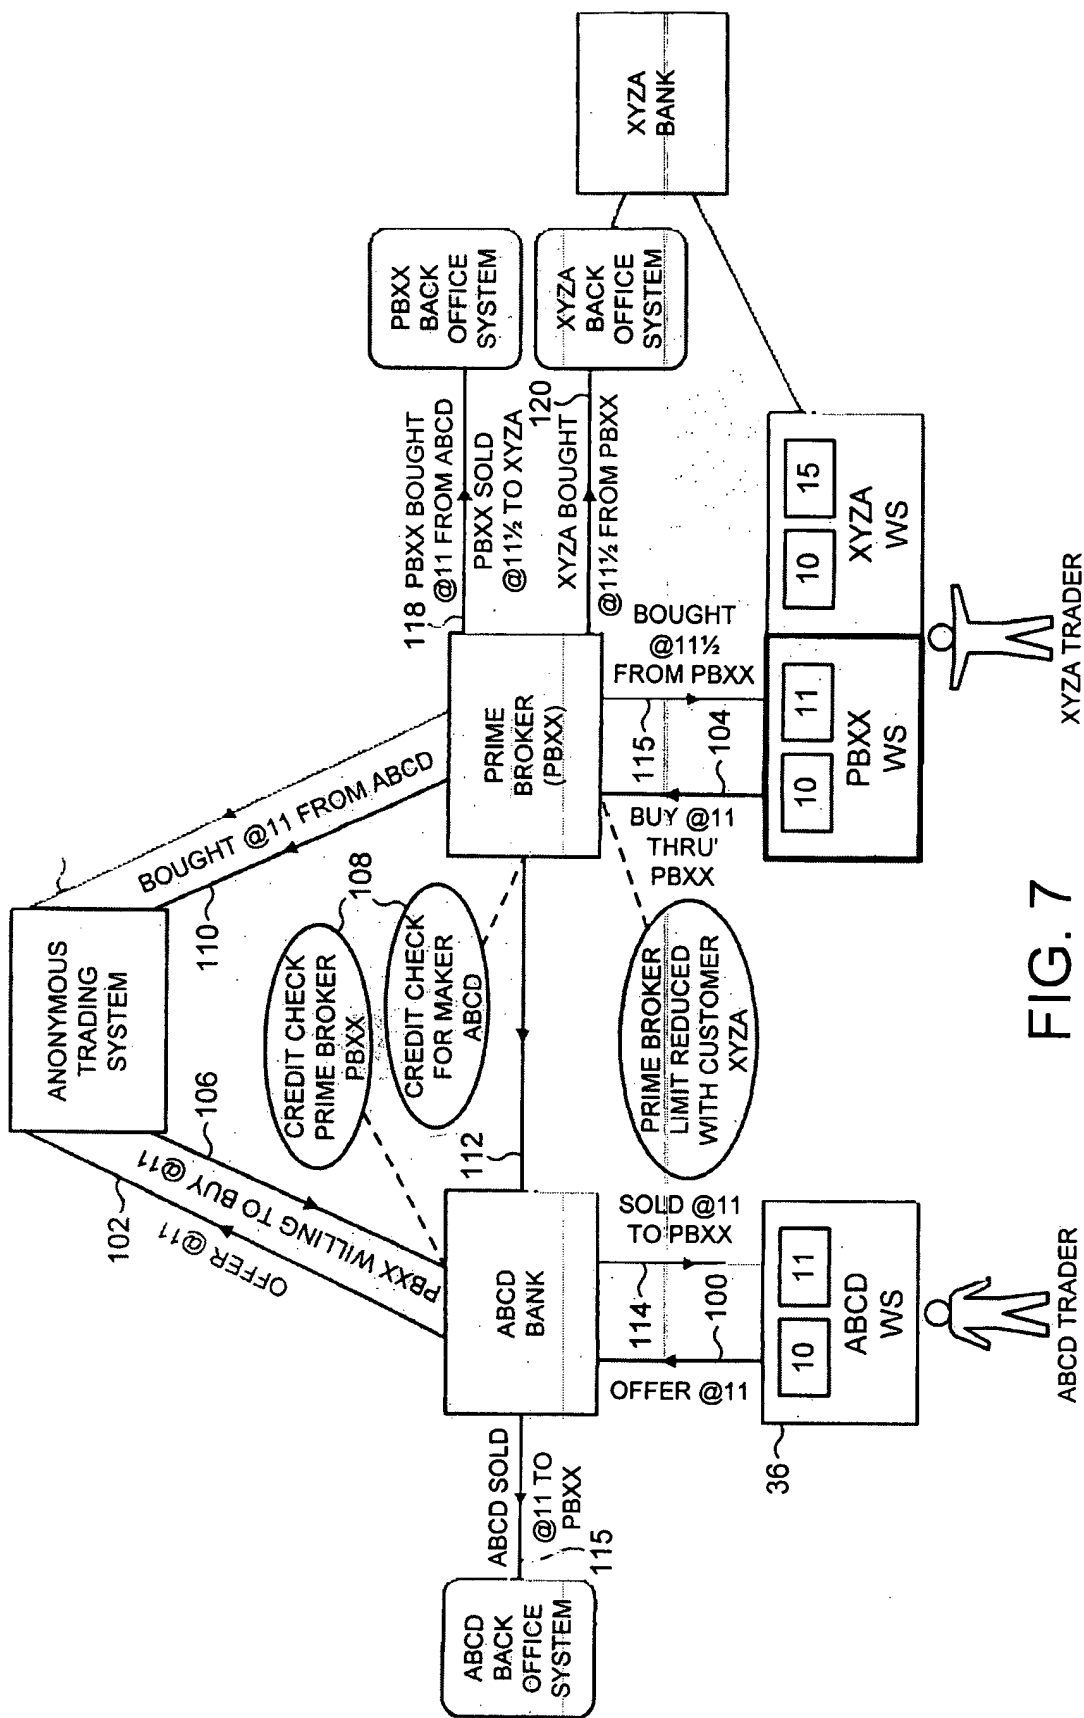 ANONYMOUS
TRADING
SYSTEM
102
OFFER @11
106
PBXX WILLING TO BUY @11
110
BOUGHT @11 FROM ABCD
CREDIT CHECK
PRIME BROKER
PBXX
108
CREDIT CHECK
FOR MAKER
ABCD
ABCD
BACK
OFFICE
SYSTEM
ABCD SOLD
@11 TO
PBXX
115
ABCD
BANK
112
PRIME
BROKER
(PBXX)
118 PBXX BOUGHT
@11 FROM ABCD
PBXX SOLD
@11½ TO XYZA
PBXX
BACK
OFFICE
SYSTEM
XYZA BOUGHT
120
@11½ FROM PBXX
XYZA
BACK
OFFICE
SYSTEM
XYZA
BANK
PRIME BROKER
LIMIT REDUCED
WITH CUSTOMER
XYZA
OFFER @11
100
114
SOLD @11
TO PBXX
BUY @11
THRU'
PBXX
104
115
BOUGHT
@11½
FROM PBXX
36
10
11
ABCD
WS
10
11
PBXX
WS
10
15
XYZA
WS
ABCD TRADER
XYZA TRADER
FIG. 7